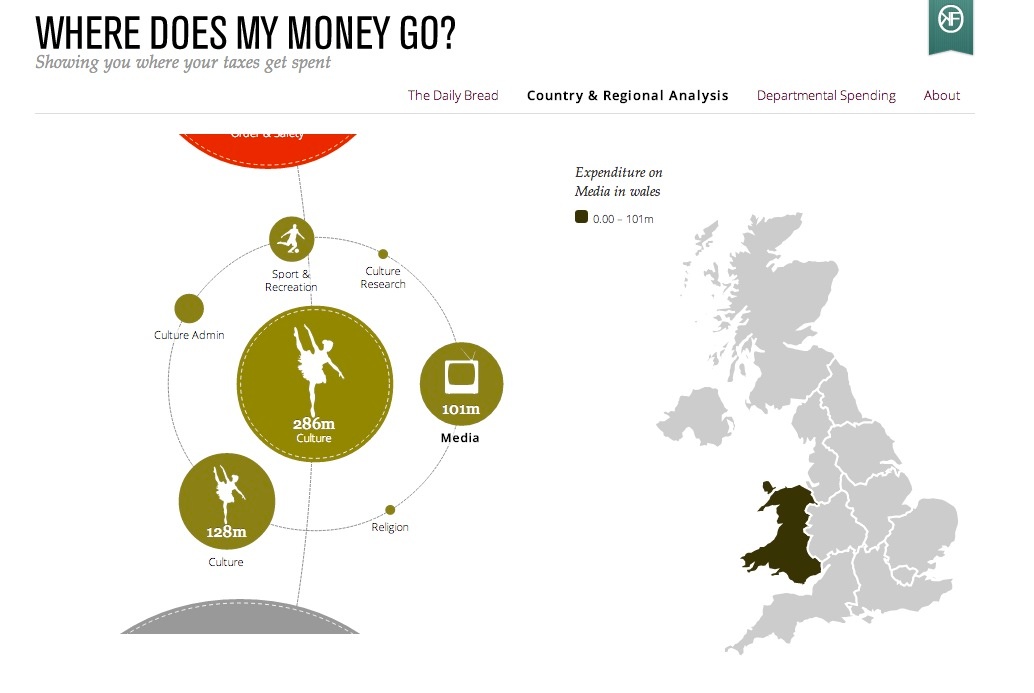 WHERE DOES MY MONEY GO?
Showing you where your taxes get spent
The Daily Bread
Country & Regional Analysis
Departmental Spending
About
Order & Safety
Sport &
Recreation
Culture
Research
Culture Admin
286m
Culture
101m
Media
128m
Culture
Religion
Expenditure on
Media in wales
0.00 – 101m